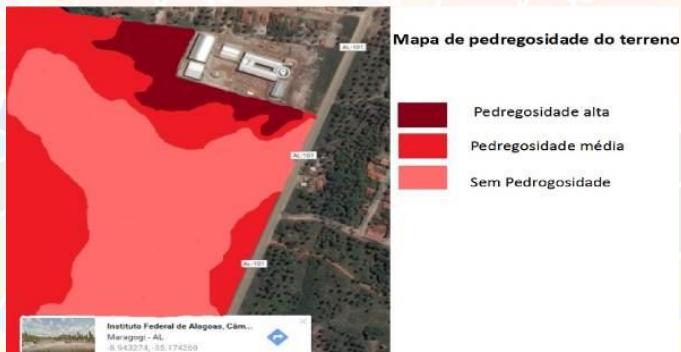 Mapa de pedregosidade do terreno
Pedregosidade alta
Pedregosidade média
Sem Pedrogosidade
AL-101
AL-101
AL-101
Instituto Federal de Alagoas, Câm...
Maragogi - AL
-8.943274, -35.174269